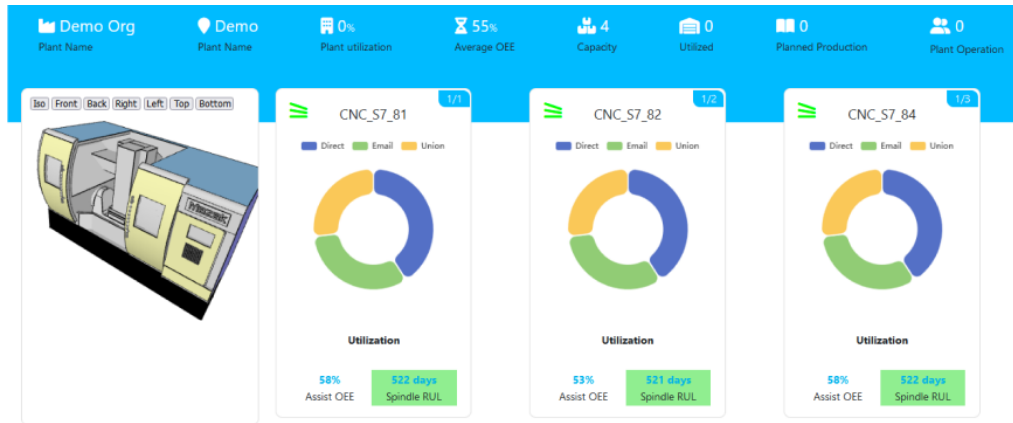 Demo Org
Plant Name
Demo
Plant Name
0%
Plant utilization
55%
Average OEE
4
Capacity
0
Utilized
0
Planned Production
0
Plant Operation
Iso Front Back Right Left Top Bottom
1/1
CNC_S7_81
Direct Email Union
Utilization
58%
Assist OEE
522 days
Spindle RUL
1/2
CNC_S7_82
Direct Email Union
Utilization
53%
Assist OEE
521 days
Spindle RUL
1/3
CNC_S7_84
Direct Email Union
Utilization
58%
Assist OEE
522 days
Spindle RUL